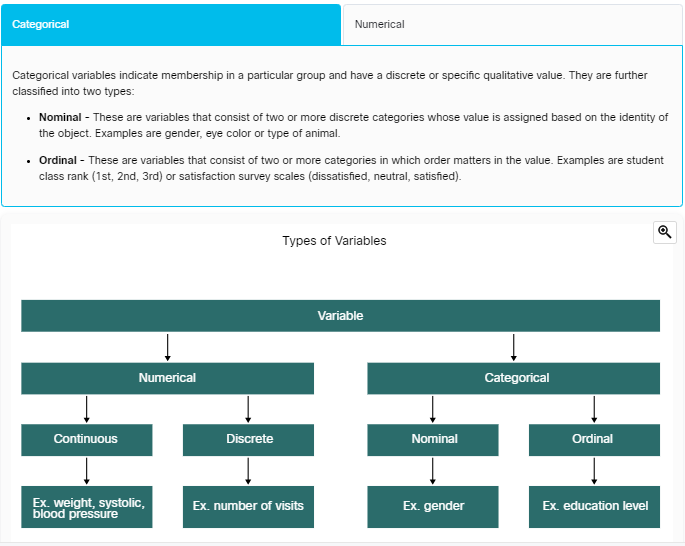 Categorical
Numerical
Categorical variables indicate membership in a particular group and have a discrete or specific qualitative value. They are further
classified into two types:
• Nominal - These are variables that consist of two or more discrete categories whose value is assigned based on the identity of
the object. Examples are gender, eye color or type of animal.
• Ordinal - These are variables that consist of two or more categories in which order matters in the value. Examples are student
class rank (1st, 2nd, 3rd) or satisfaction survey scales (dissatisfied, neutral, satisfied).
Types of Variables
Variable
Numerical
Categorical
Continuous
Discrete
Nominal
Ordinal
Ex. weight, systolic,
blood pressure
Ex. number of visits
Ex. gender
Ex. education level